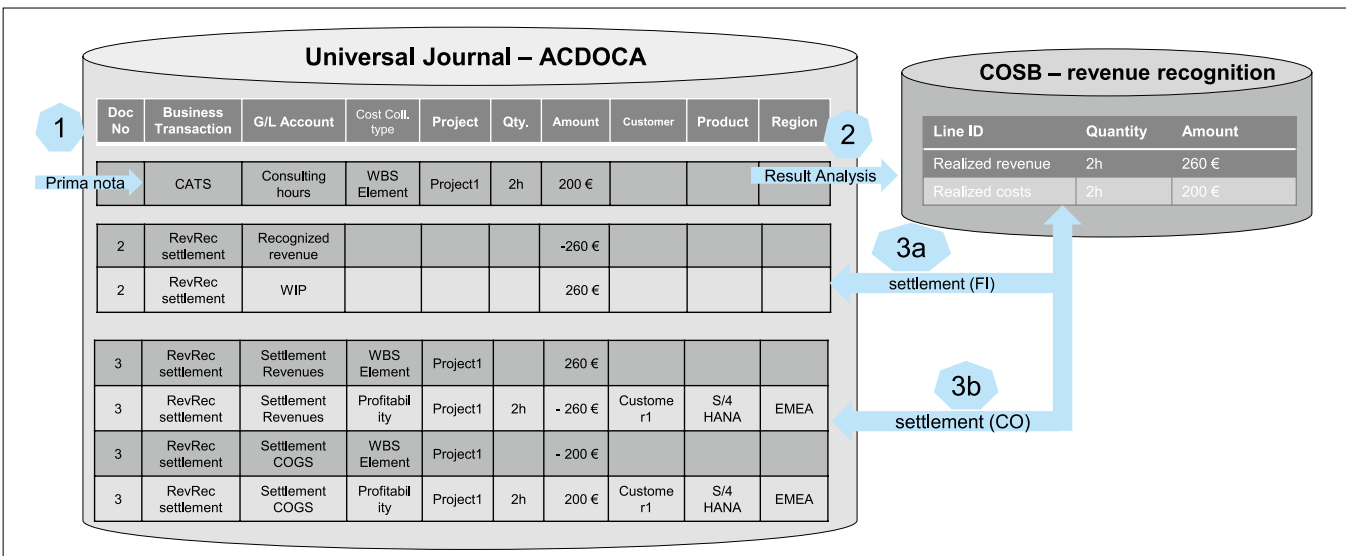 Universal Journal – ACDOCA
COSB – revenue recognition
1
Prima nota
Doc No Business Transaction G/L Account Cost Coll. type Project Qty. Amount Customer Product Region
CATS Consulting hours WBS Element Project1 2h 200 €
2 RevRec settlement Recognized revenue -260 €
2 RevRec settlement WIP 260 €
3 RevRec settlement Settlement Revenues WBS Element Project1 260 €
3 RevRec settlement Settlement Revenues Profitabil ity Project1 2h - 260 € Custome r1 S/4 HANA EMEA
3 RevRec settlement Settlement COGS WBS Element Project1 - 200 €
3 RevRec settlement Settlement COGS Profitabil ity Project1 2h 200 € Custome r1 S/4 HANA EMEA
2
Result Analysis
Line ID Quantity Amount
Realized revenue 2h 260 €
Realized costs 2h 200 €
3a
settlement (FI)
3b
settlement (CO)